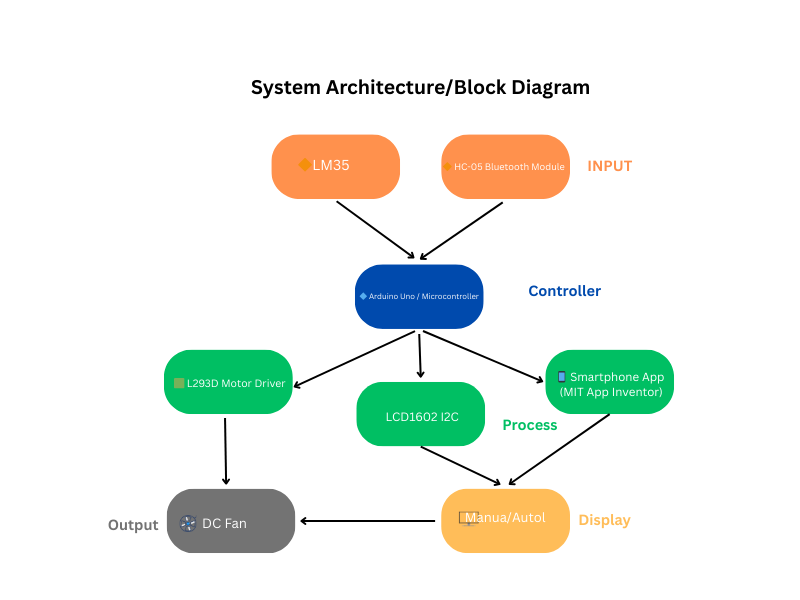 System Architecture/Block Diagram
LM35
HC-05 Bluetooth Module
INPUT
Arduino Uno / Microcontroller
Controller
L293D Motor Driver
LCD1602 I2C
Smartphone App
(MIT App Inventor)
Process
Output
DC Fan
Manua/Autol
Display